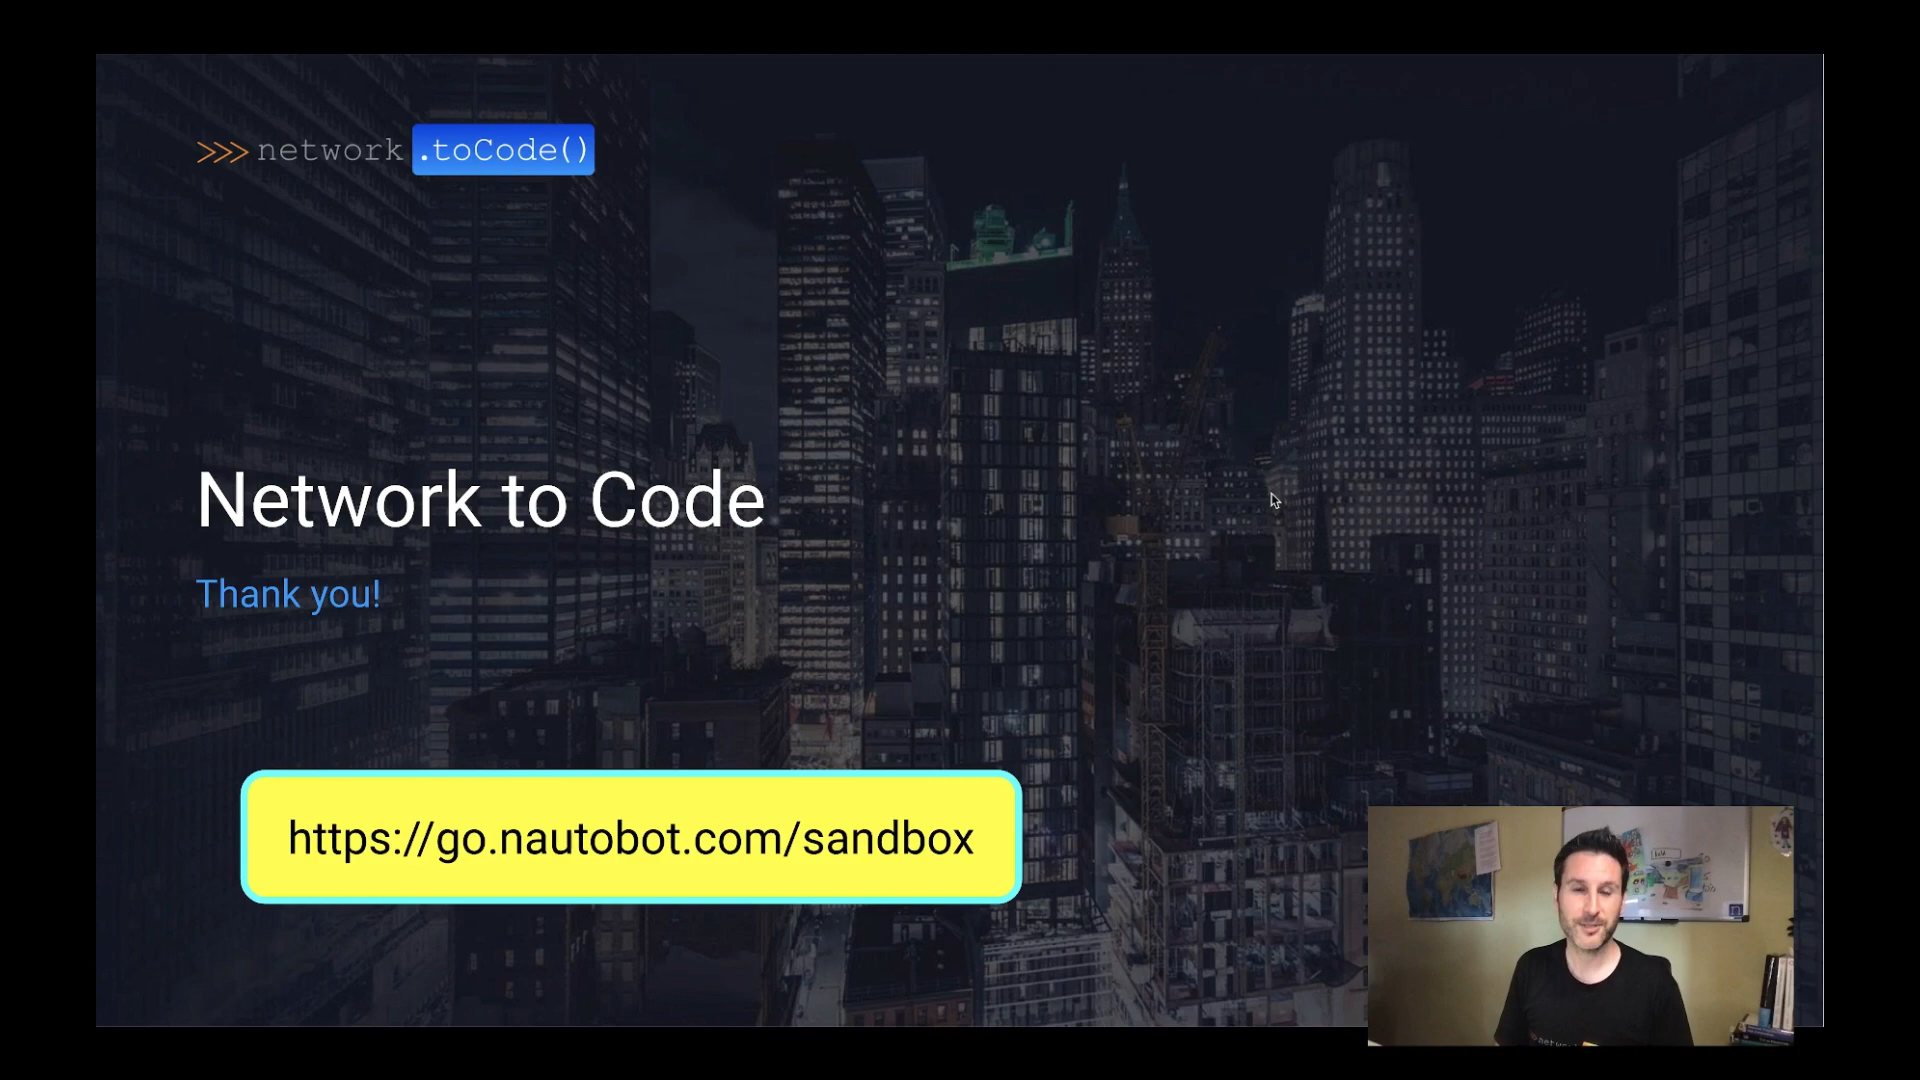 >>> network .toCode()
Network to Code
Thank you!
https://go.nautobot.com/sandbox